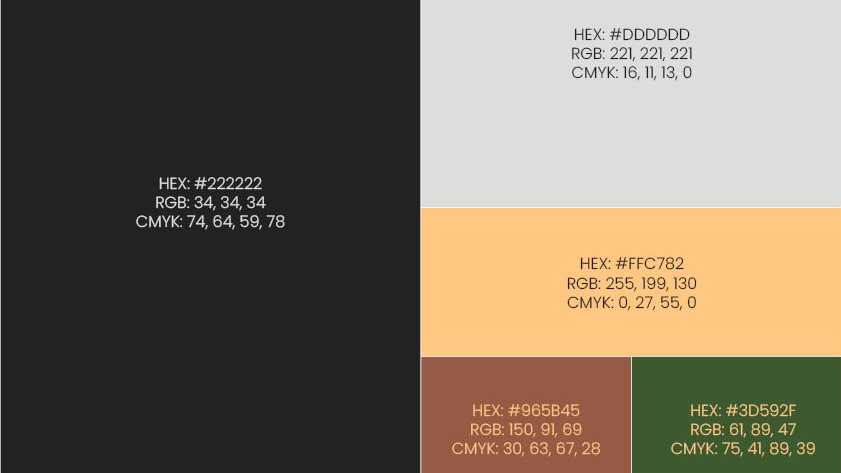 HEX: #222222
RGB: 34, 34, 34
CMYK: 74, 64, 59, 78
HEX: #DDDDDD
RGB: 221, 221, 221
CMYK: 16, 11, 13, 0
HEX: #FFC782
RGB: 255, 199, 130
CMYK: 0, 27, 55, 0
HEX: #965B45
RGB: 150, 91, 69
CMYK: 30, 63, 67, 28
HEX: #3D592F
RGB: 61, 89, 47
CMYK: 75, 41, 89, 39